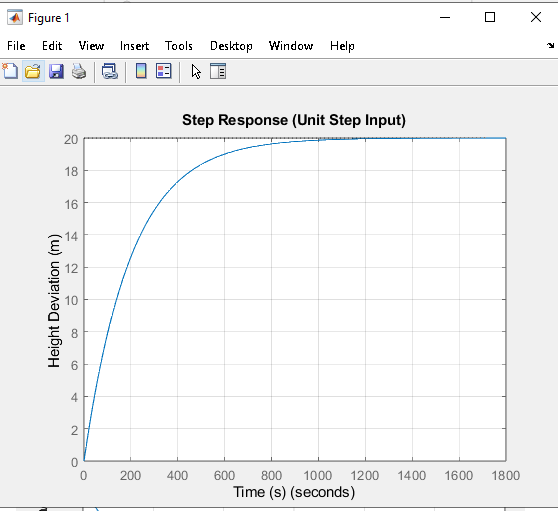 Figure 1
File Edit View Insert Tools Desktop Window Help
Step Response (Unit Step Input)
20
18
16
14
12
10
8
6
4
2
0
Height Deviation (m)
0 200 400 600 800 1000 1200 1400 1600 1800
Time (s) (seconds)